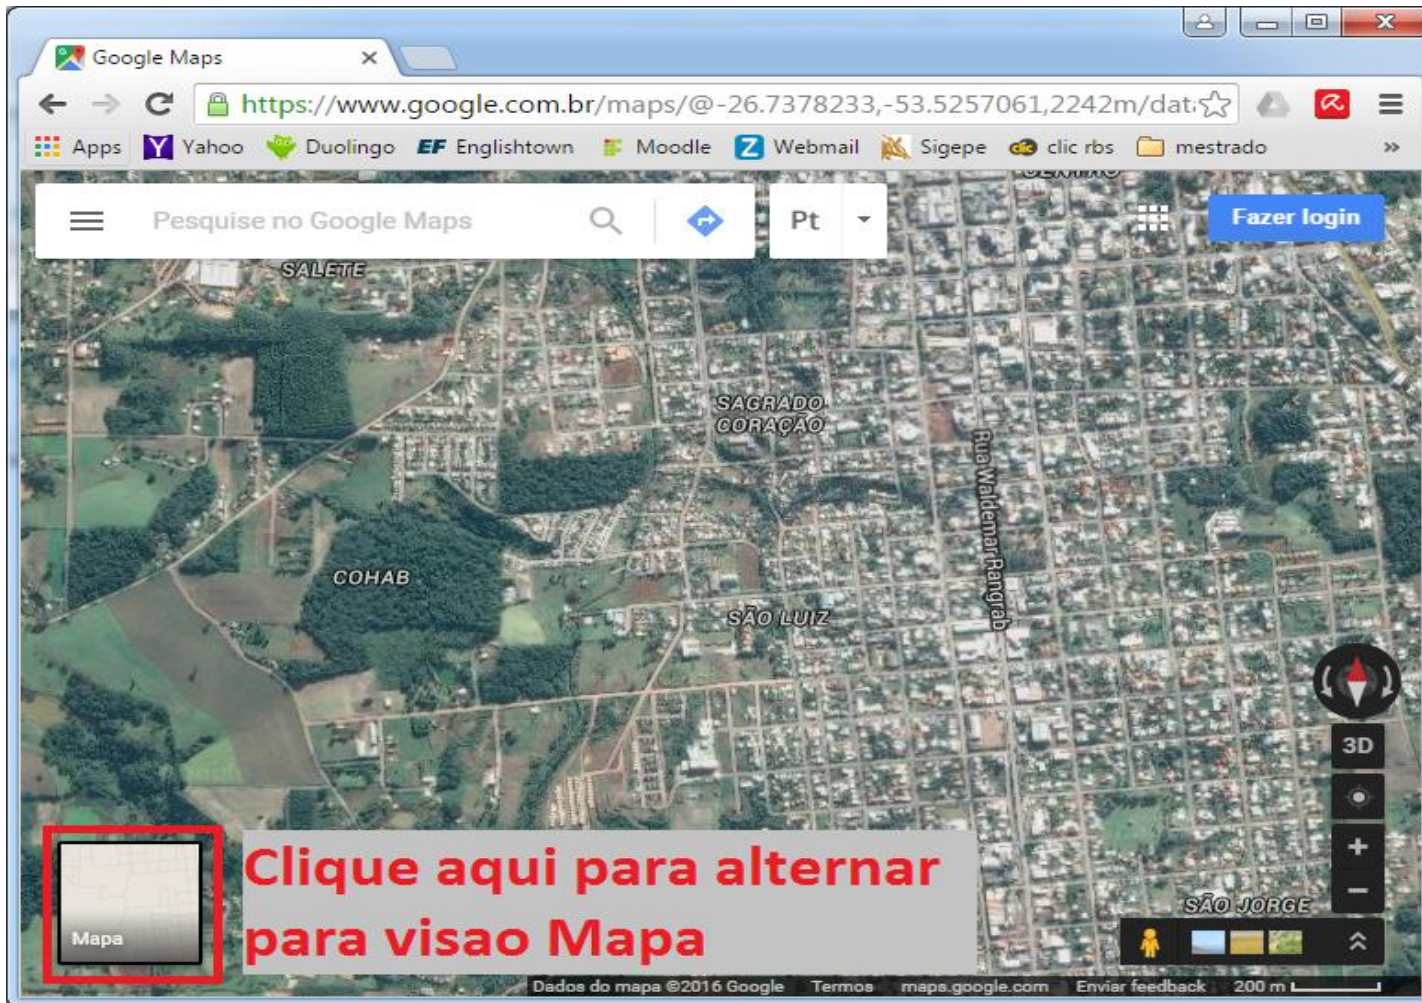 Google Maps
https://www.google.com.br/maps/@-26.7378233,-53.5257061,2242m/dat
Apps Yahoo Duolingo EF Englishtown Moodle Webmail Sigepe clic rbs mestrado »
Pesquise no Google Maps Pt Fazer login
SALETE
SAGRADO
CORAÇÃO
Rua Waldemar Rangrab
COHAB
SÃO LUIZ
3D
Clique aqui para alternar
para visao Mapa
Mapa
SÃO JORGE
Dados do mapa ©2016 Google Termos maps.google.com Enviar feedback 200 m